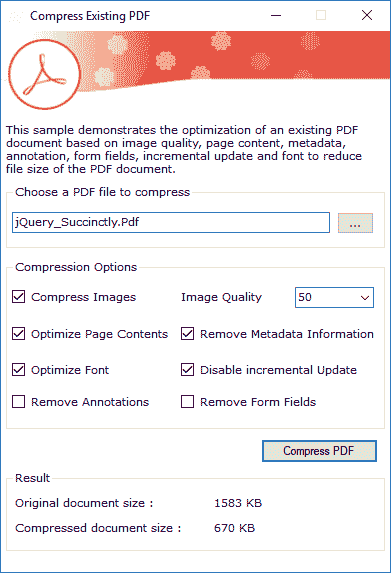 Compress Existing PDF
This sample demonstrates the optimization of an existing PDF
document based on image quality, page content, metadata,
annotation, form fields, incremental update and font to reduce
file size of the PDF document.
Choose a PDF file to compress
jQuery_Succinctly.Pdf
...
Compression Options
Compress Images Image Quality 50
Optimize Page Contents Remove Metadata Information
Optimize Font Disable incremental Update
Remove Annotations Remove Form Fields
Compress PDF
Result
Original document size : 1583 KB
Compressed document size : 670 KB